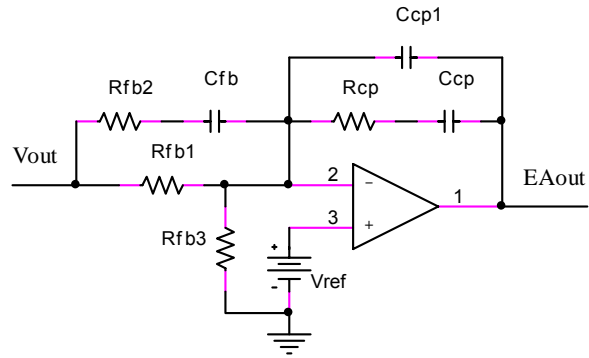 Ccp1
Rfb2
Cfb
Rcp
Ccp
Vout
Rfb1
2
−
1
EAout
3
+
Rfb3
+
-
Vref